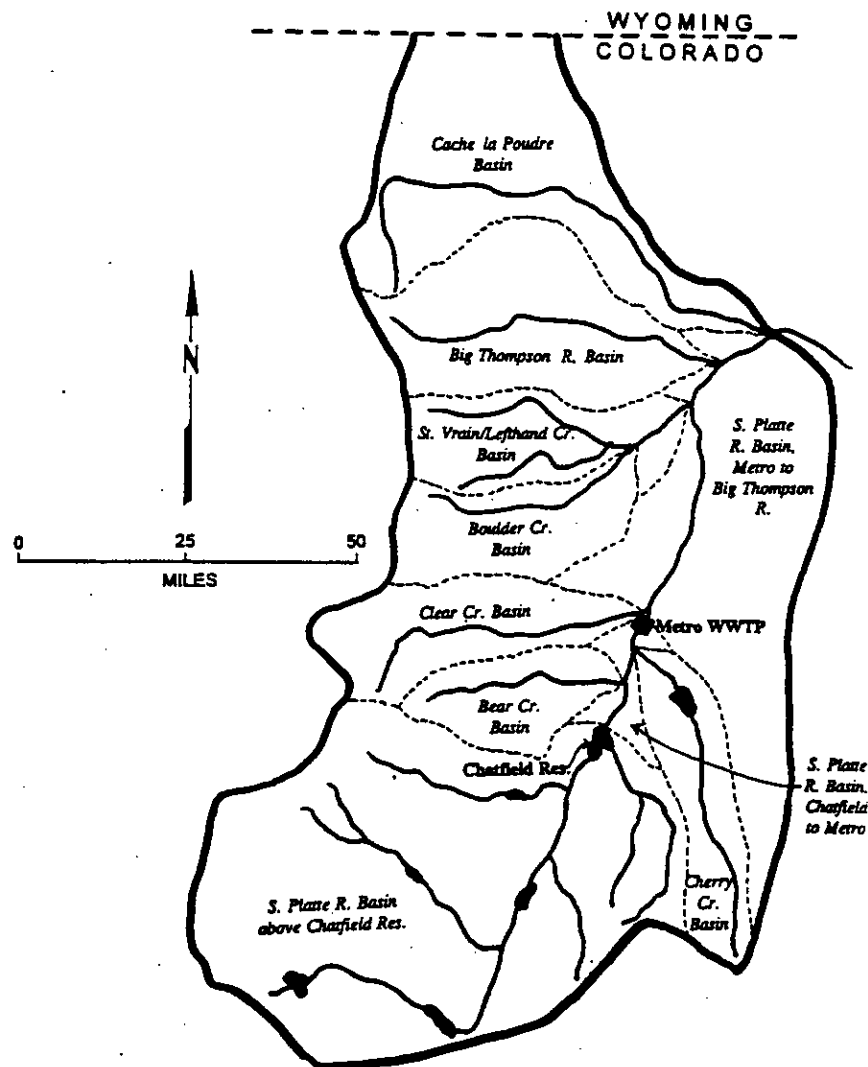 WYOMING
COLORADO
Cache la Poudre
Basin
N
Big Thompson R. Basin
St. Vrain/Lefthand Cr.
Basin
S. Platte
R. Basin,
Metro to
Big Thompson
R.
Boulder Cr.
Basin
0 25 50
MILES
Clear Cr. Basin
Metro WWTP
Bear Cr.
Basin
Chatfield Res.
S. Platte
R. Basin.
Chatfield
to Metro
Cherry
Cr.
Basin
S. Platte R. Basin
above Chatfield Res.